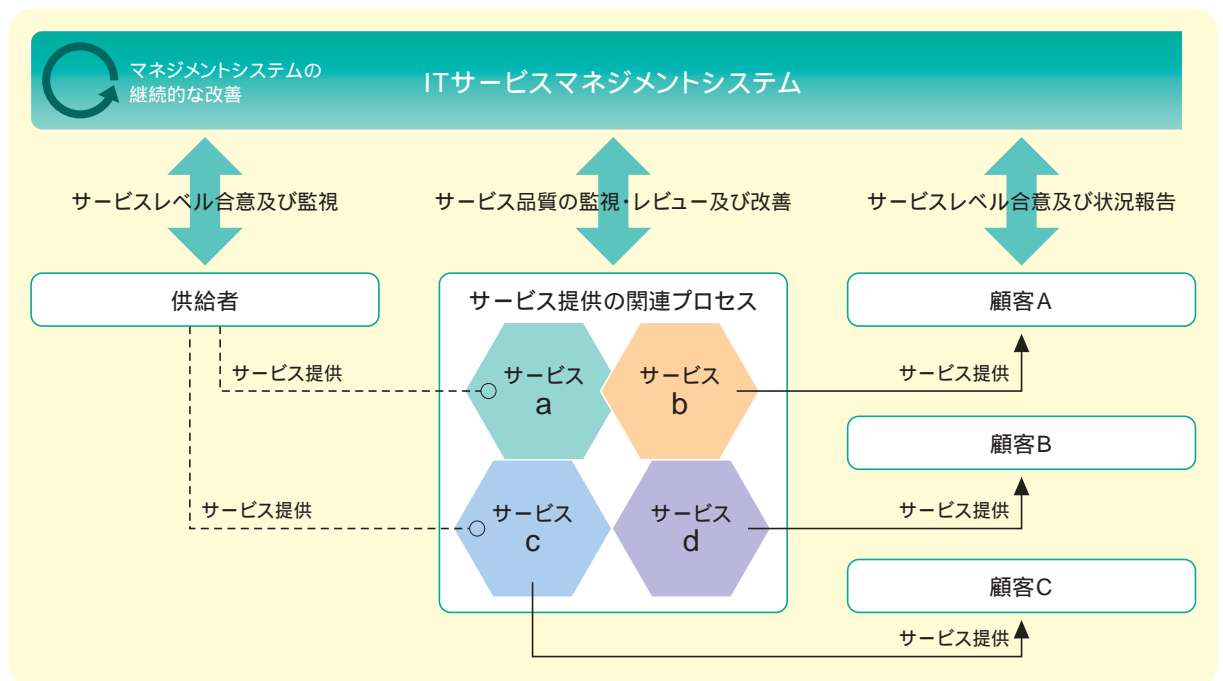 マネジメントシステムの
継続的な改善
ITサービスマネジメントシステム
サービスレベル合意及び監視
サービス品質の監視・レビュー及び改善
サービスレベル合意及び状況報告
供給者
サービス提供の関連プロセス
顧客A
サービス提供
サービス
a
サービス
b
サービス提供
顧客B
サービス提供
サービス
c
サービス
d
サービス提供
顧客C
サービス提供